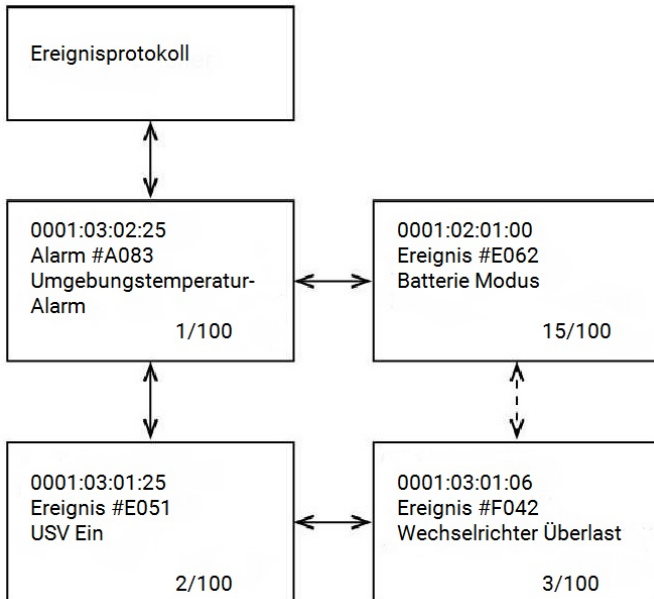 Ereignisprotokoll
0001:03:02:25
Alarm #A083
Umgebungstemperatur-
Alarm
1/100
0001:02:01:00
Ereignis #E062
Batterie Modus
15/100
0001:03:01:25
Ereignis #E051
USV Ein
2/100
0001:03:01:06
Ereignis #F042
Wechselrichter Überlast
3/100